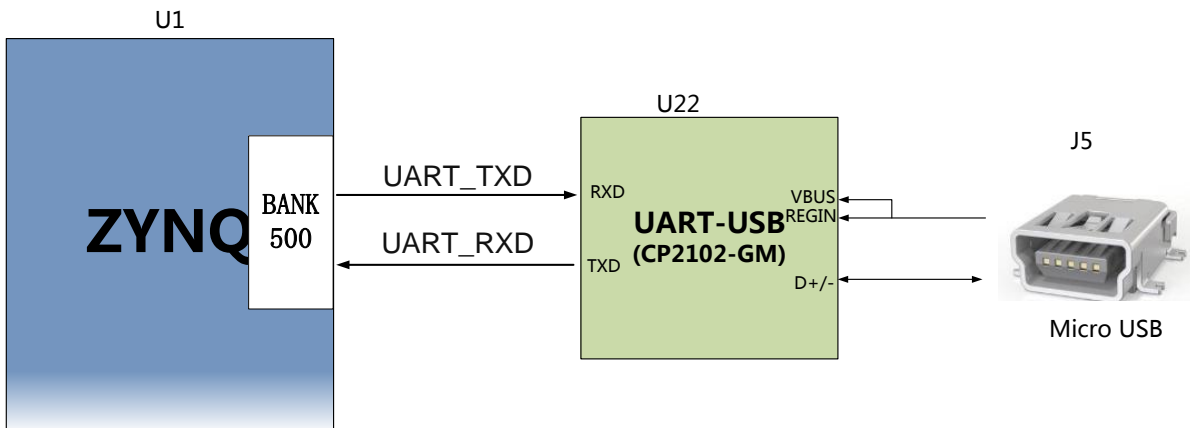 U1
U22
J5
ZYNQ
BANK
500
UART_TXD
UART_RXD
RXD
TXD
UART-USB
(CP2102-GM)
VBUS
REGIN
D+/-
Micro USB